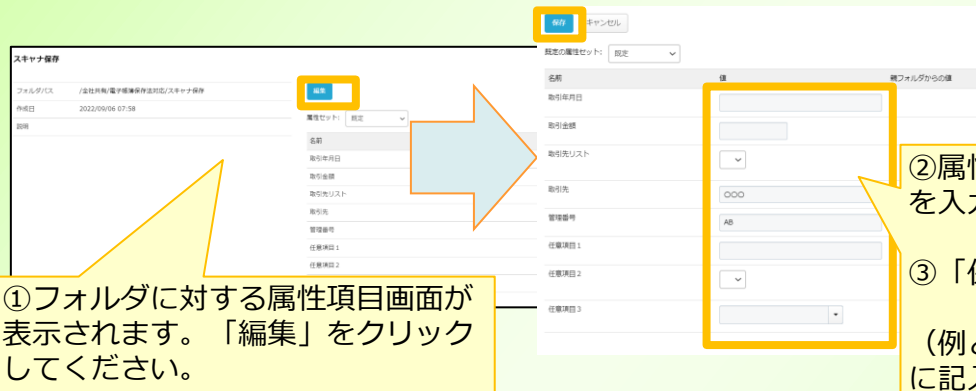 スキャナ保存
フォルダパス /全社共有/電子帳簿保存法対応/スキャナ保存
作成日 2022/09/06 07:58
説明
編集
属性セット: 既定
名前
取引年月日
取引金額
取引先リスト
取引先
管理番号
任意項目1
任意項目2
①フォルダに対する属性項目画面が
表示されます。「編集」をクリック
してください。
保存 キャンセル
既定の属性セット: 既定
名前 値 親フォルダからの値
取引年月日
取引金額
取引先リスト
取引先 〇〇〇
管理番号 AB
任意項目1
任意項目2
任意項目3
②属
を入
③「
(例
に記